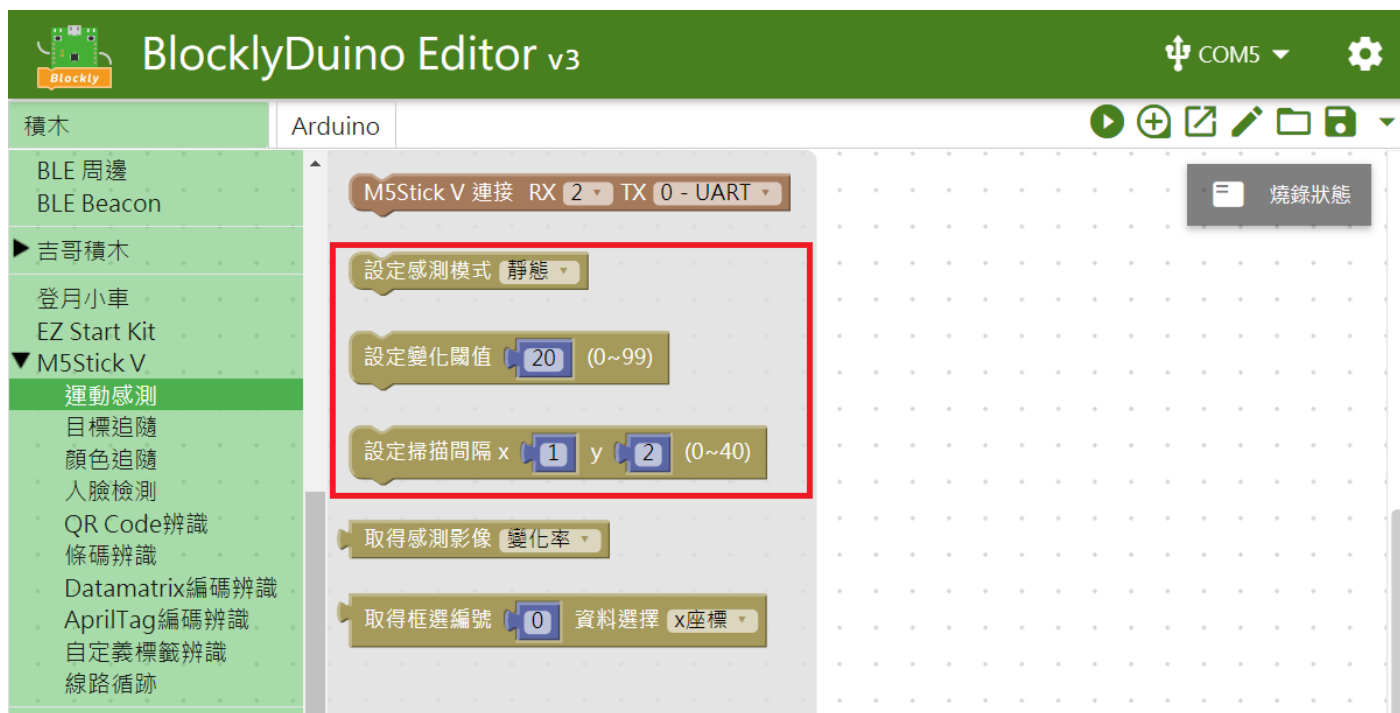 Blockly
BlocklyDuino Editor v3
COM5
積木
Arduino
BLE 周邊
BLE Beacon
吉哥積木
登月小車
EZ Start Kit
M5Stick V
運動感測
目標追隨
顏色追隨
人臉檢測
QR Code辨識
條碼辨識
Datamatrix編碼辨識
AprilTag編碼辨識
自定義標籤辨識
線路循跡
M5Stick V 連接 RX 2 TX 0 - UART
設定感測模式 靜態
設定變化閾值 20 (0~99)
設定掃描間隔 x 1 y 2 (0~40)
取得感測影像 變化率
取得框選編號 0 資料選擇 x座標
燒錄狀態